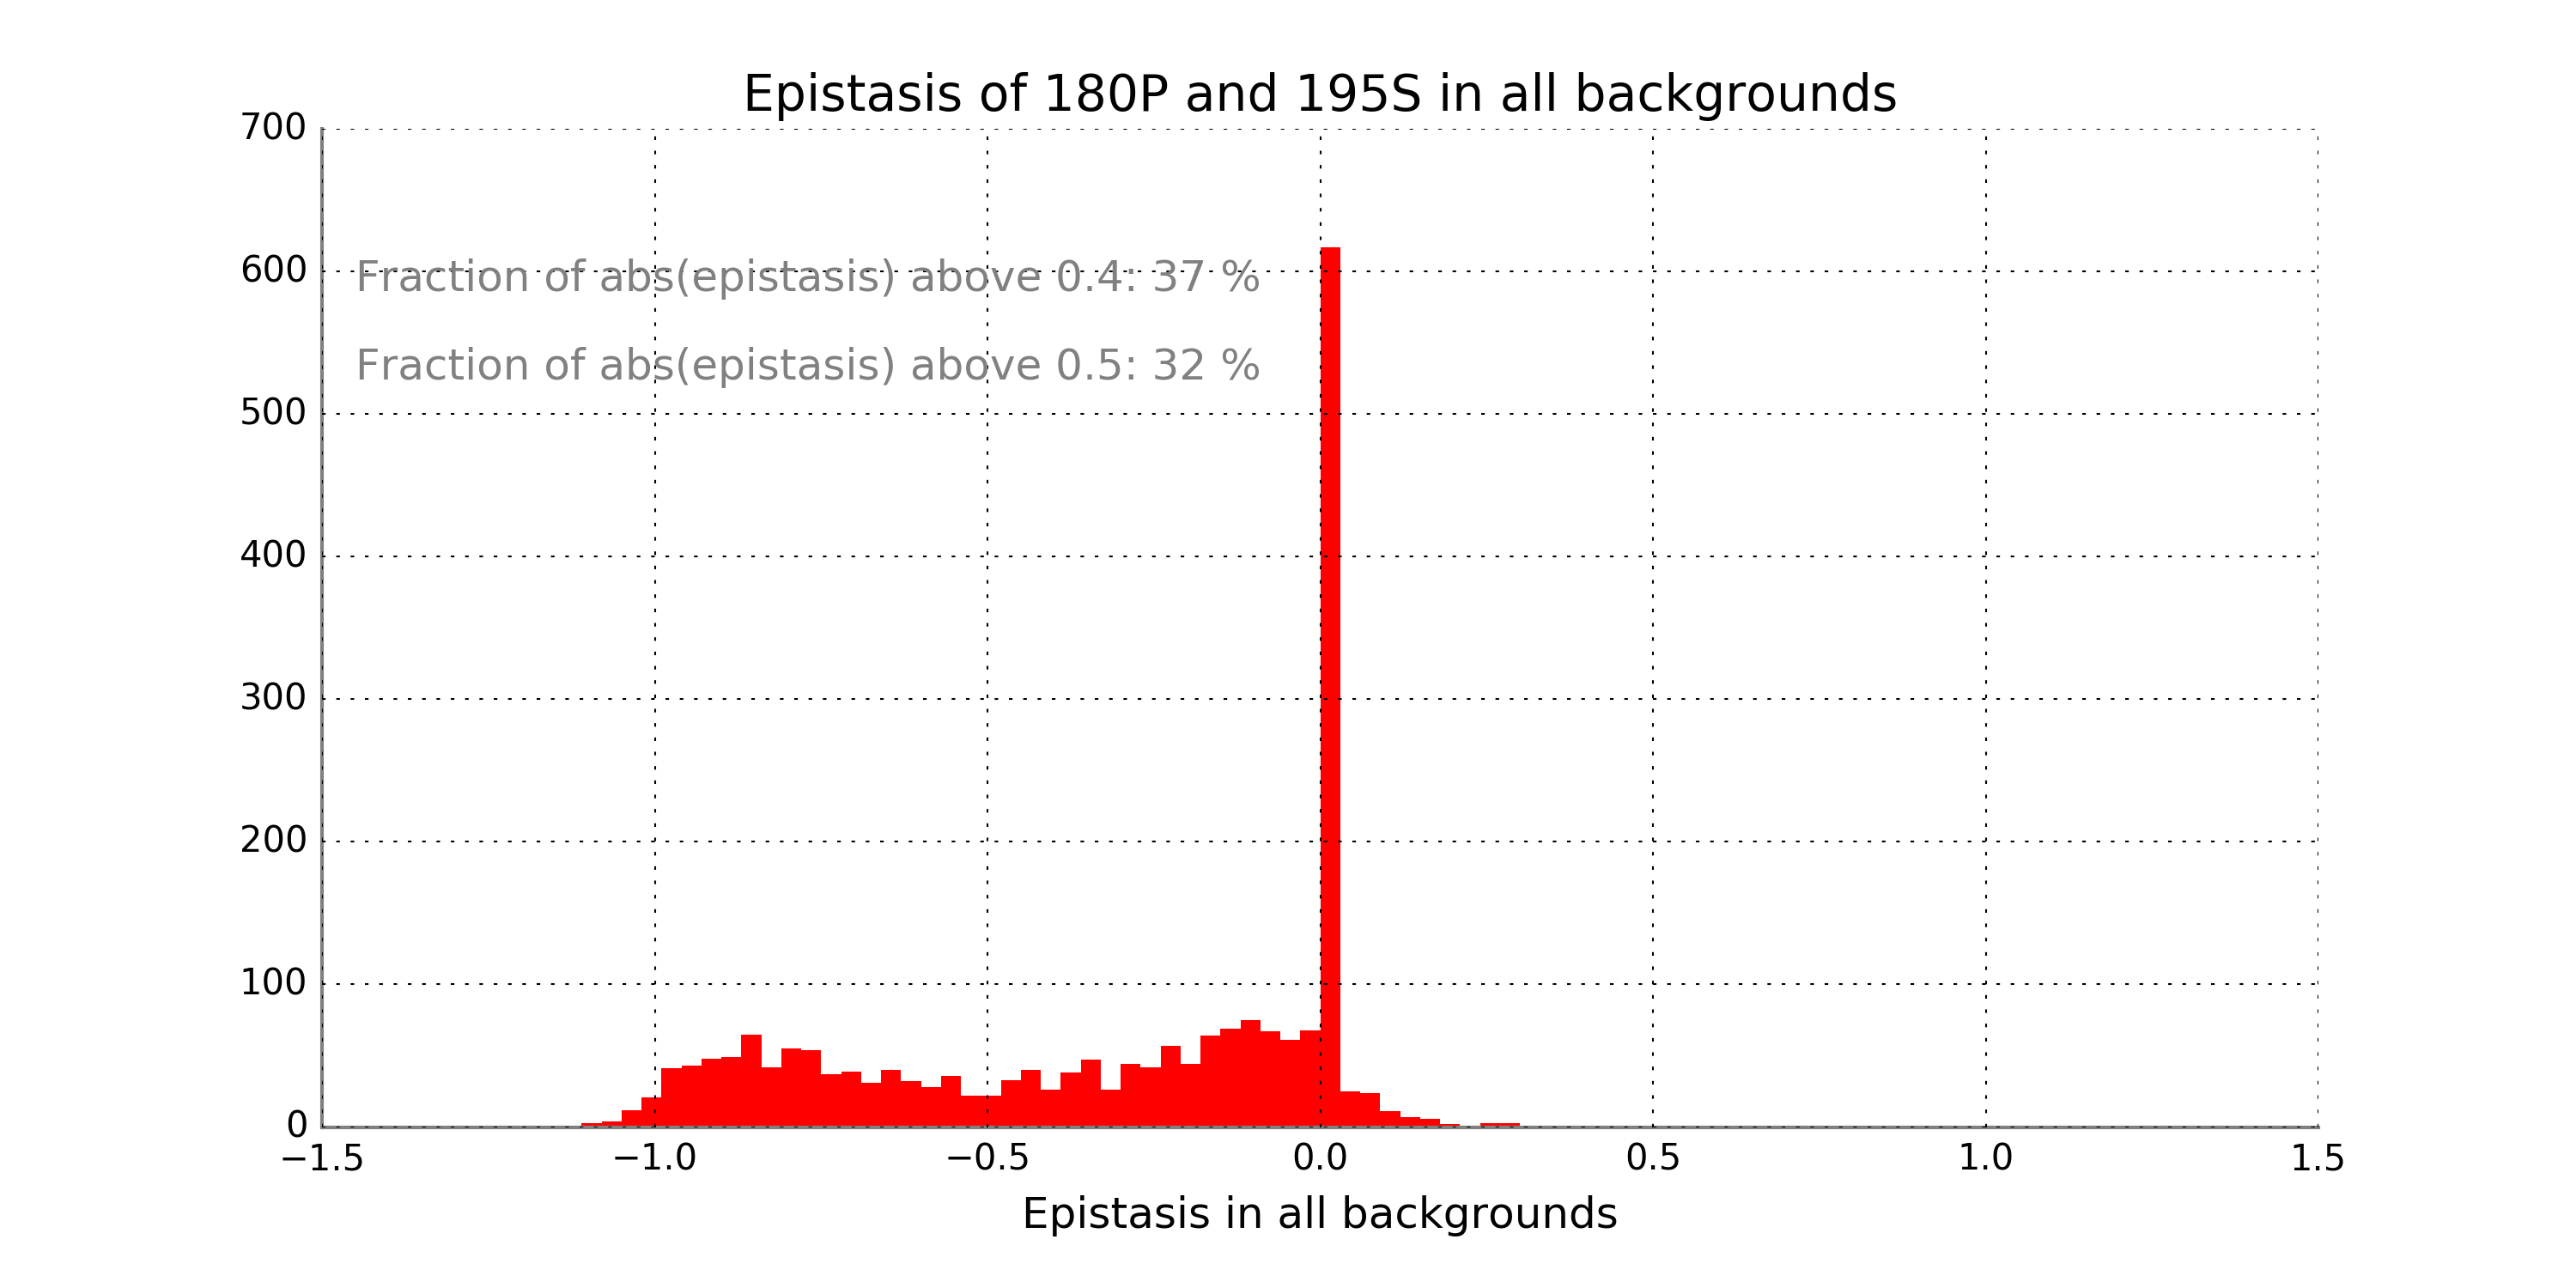 Epistasis of 180P and 195S in all backgrounds
700
600
Fraction of abs(epistasis) above 0.4: 37 %
Fraction of abs(epistasis) above 0.5: 32 %
500
400
300
200
100
0
−1.5 −1.0 −0.5 0.0 0.5 1.0 1.5
Epistasis in all backgrounds